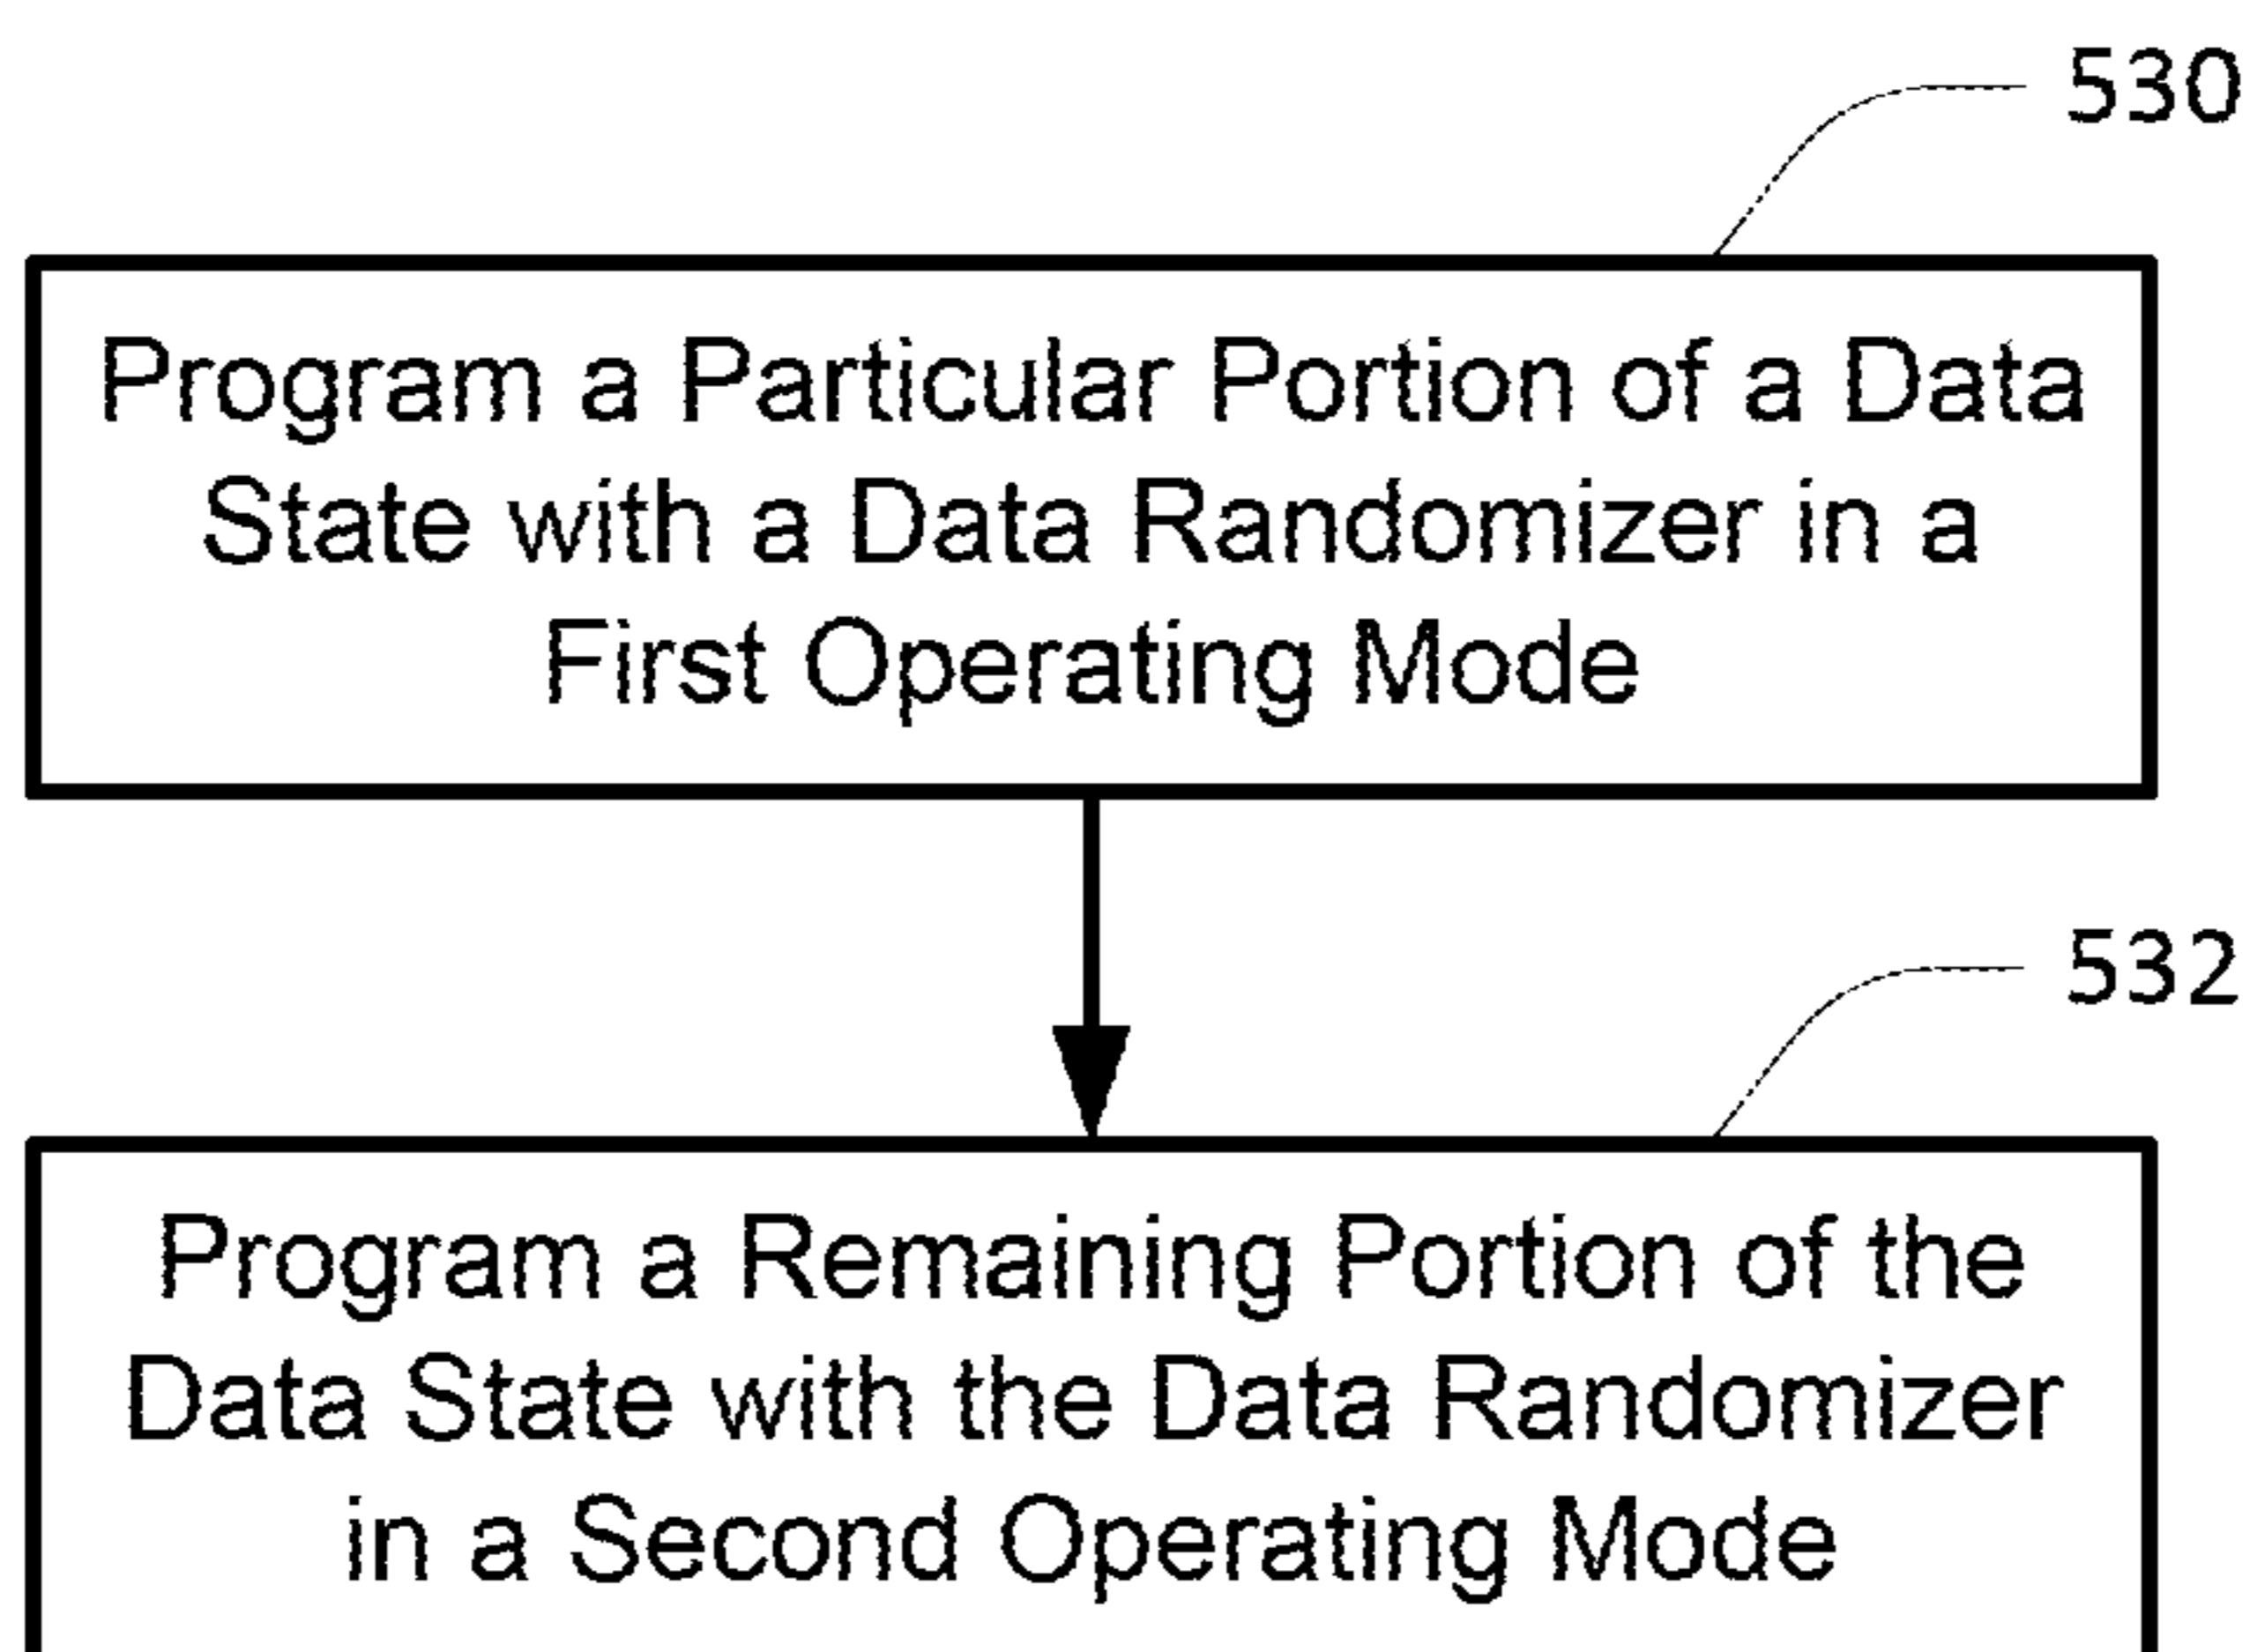 530
Program a Particular Portion of a Data
State with a Data Randomizer in a
First Operating Mode
532
Program a Remaining Portion of the
Data State with the Data Randomizer
in a Second Operating Mode